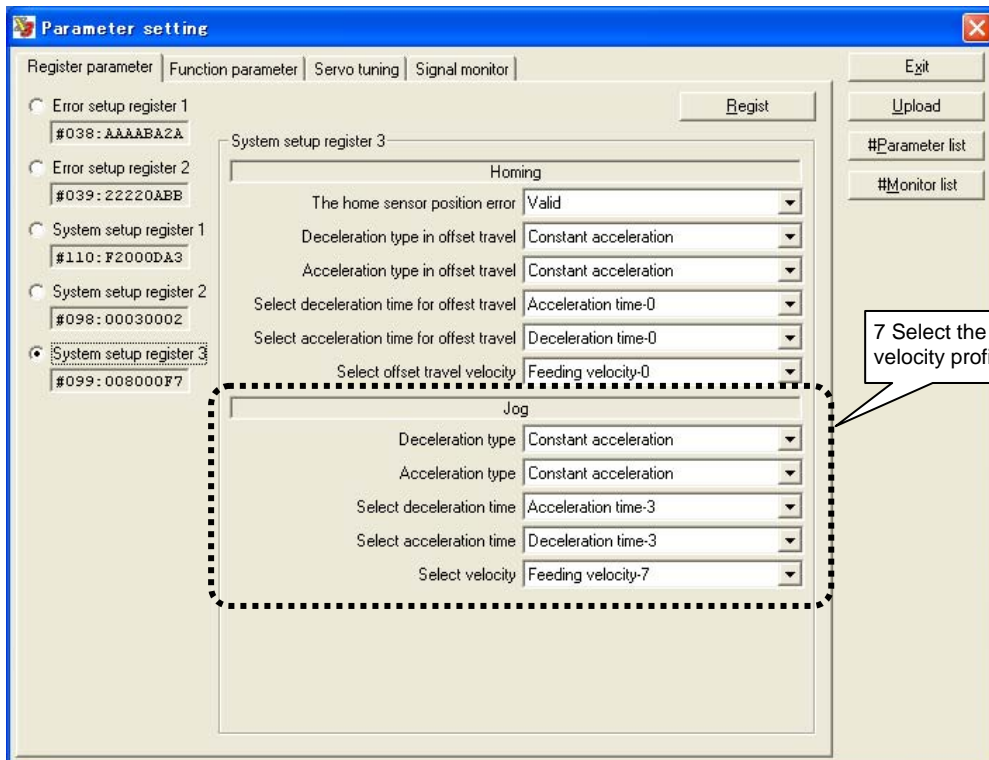 Parameter setting
Register parameter Function parameter Servo tuning Signal monitor
Exit
Upload
#Parameter list
#Monitor list
Error setup register 1
#038:AAAABA2A
Error setup register 2
#039:22220ABB
System setup register 1
#110:F2000DA3
System setup register 2
#098:00030002
System setup register 3
#099:008000F7
Regist
System setup register 3
Homing
The home sensor position error Valid
Deceleration type in offset travel Constant acceleration
Acceleration type in offset travel Constant acceleration
Select deceleration time for offest travel Acceleration time-0
Select acceleration time for offest travel Deceleration time-0
Select offset travel velocity Feeding velocity-0
Jog
Deceleration type Constant acceleration
Acceleration type Constant acceleration
Select deceleration time Acceleration time-3
Select acceleration time Deceleration time-3
Select velocity Feeding velocity-7
7 Select the
velocity profi